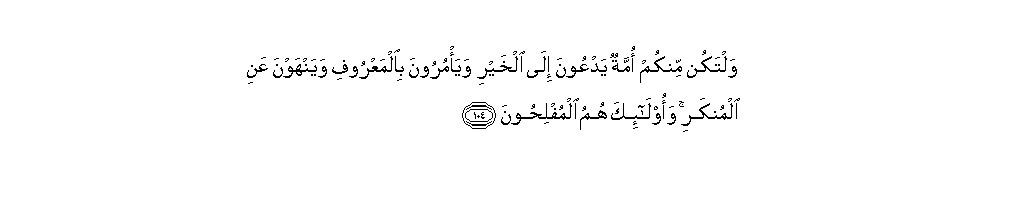 وَلْتَكُن مِّنكُمْ أُمَّةٌ يَدْعُونَ إِلَى ٱلْخَيْرِ وَيَأْمُرُونَ بِٱلْمَعْرُوفِ وَيَنْهَوْنَ عَنِ
ٱلْمُنكَرِ ۚ وَأُو۟لَـٰٓئِكَ هُمُ ٱلْمُفْلِحُونَ ١٠٤